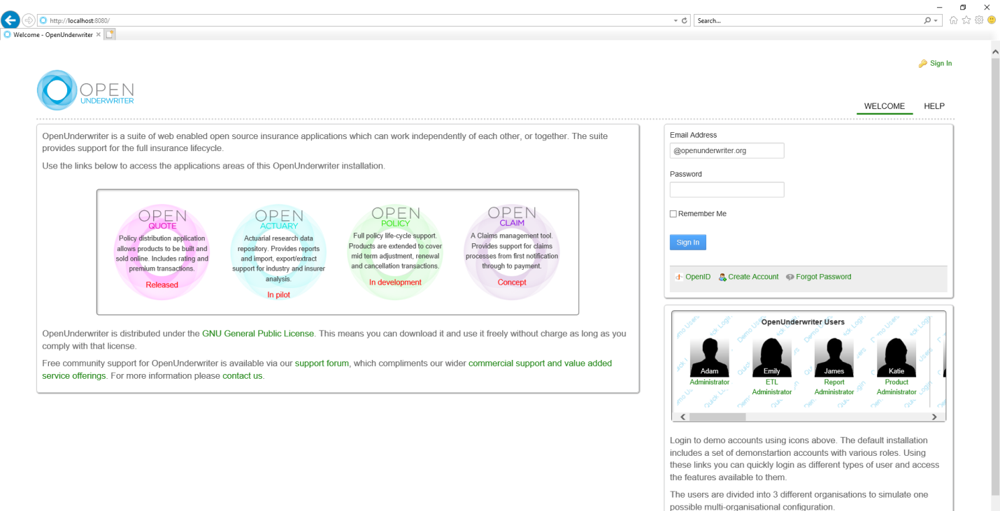 http://localhost:8080/
Search...
Welcome - OpenUnderwriter
Sign In
OPEN
UNDERWRITER
WELCOME HELP
OpenUnderwriter is a suite of web enabled open source insurance applications which can work independently of each other, or together. The suite
provides support for the full insurance lifecycle.
Use the links below to access the applications areas of this OpenUnderwriter installation.
OPEN
QUOTE
Policy distribution application
allows products to be built and
sold online. Includes rating and
premium transactions.
Released
OPEN
ACTUARY
Actuarial research data
repository. Provides reports
and import, export/extract
support for industry and insurer
analysis.
In pilot
OPEN
POLICY
Full policy life-cycle support.
Products are extended to cover
mid term adjustment, renewal
and cancellation transactions.
In development
OPEN
CLAIM
A Claims management tool.
Provides support for claims
processes from first notification
through to payment.
Concept
OpenUnderwriter is distributed under the GNU General Public License. This means you can download it and use it freely without charge as long as you
comply with that license.
Free community support for OpenUnderwriter is available via our support forum, which compliments our wider commercial support and value added
service offerings. For more information please contact us.
Email Address
@openunderwriter.org
Password
Remember Me
Sign In
OpenID Create Account Forgot Password
OpenUnderwriter Users
Adam
Administrator
Emily
ETL
Administrator
James
Report
Administrator
Katie
Product
Administrator
Login to demo accounts using icons above. The default installation
includes a set of demonstartion accounts with various roles. Using
these links you can quickly login as different types of user and access
the features available to them.
The users are divided into 3 different organisations to simulate one
possible multi-organisational configuration.